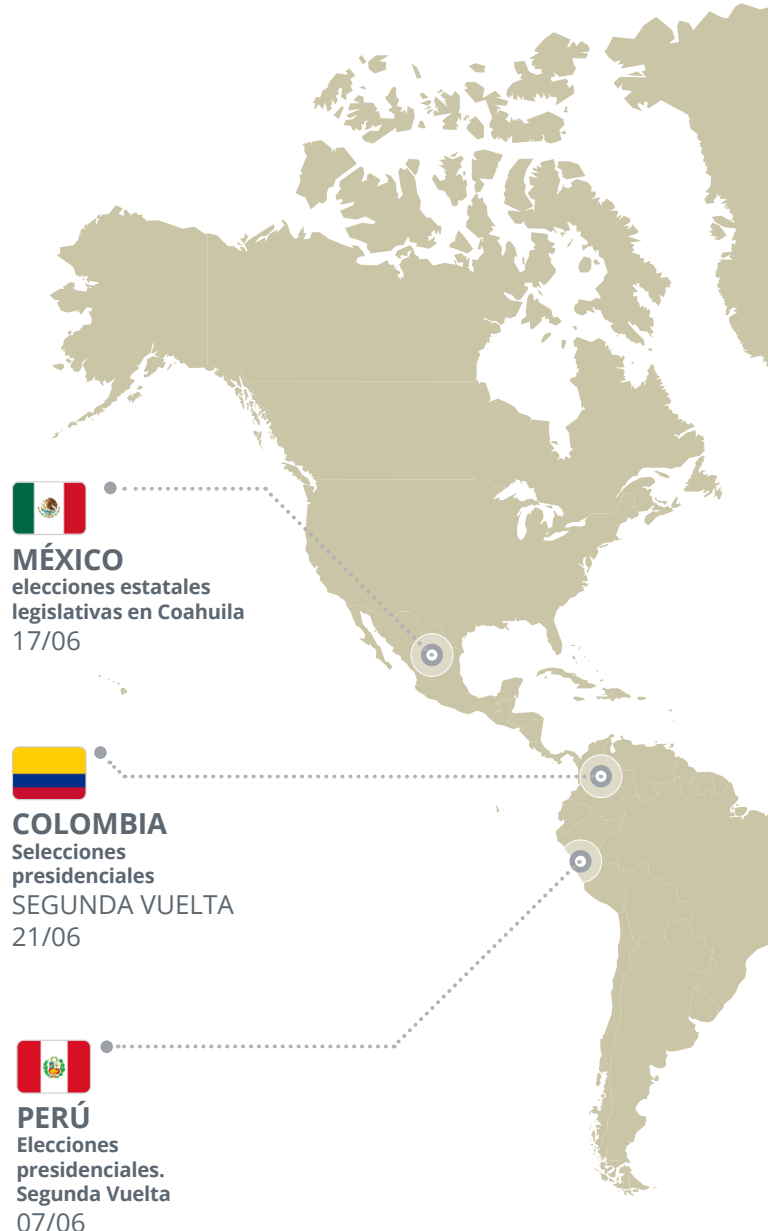 MÉXICO
elecciones estatales
legislativas en Coahuila
17/06
COLOMBIA
Selecciones
presidenciales
SEGUNDA VUELTA
21/06
PERÚ
Elecciones
presidenciales.
Segunda Vuelta
07/06